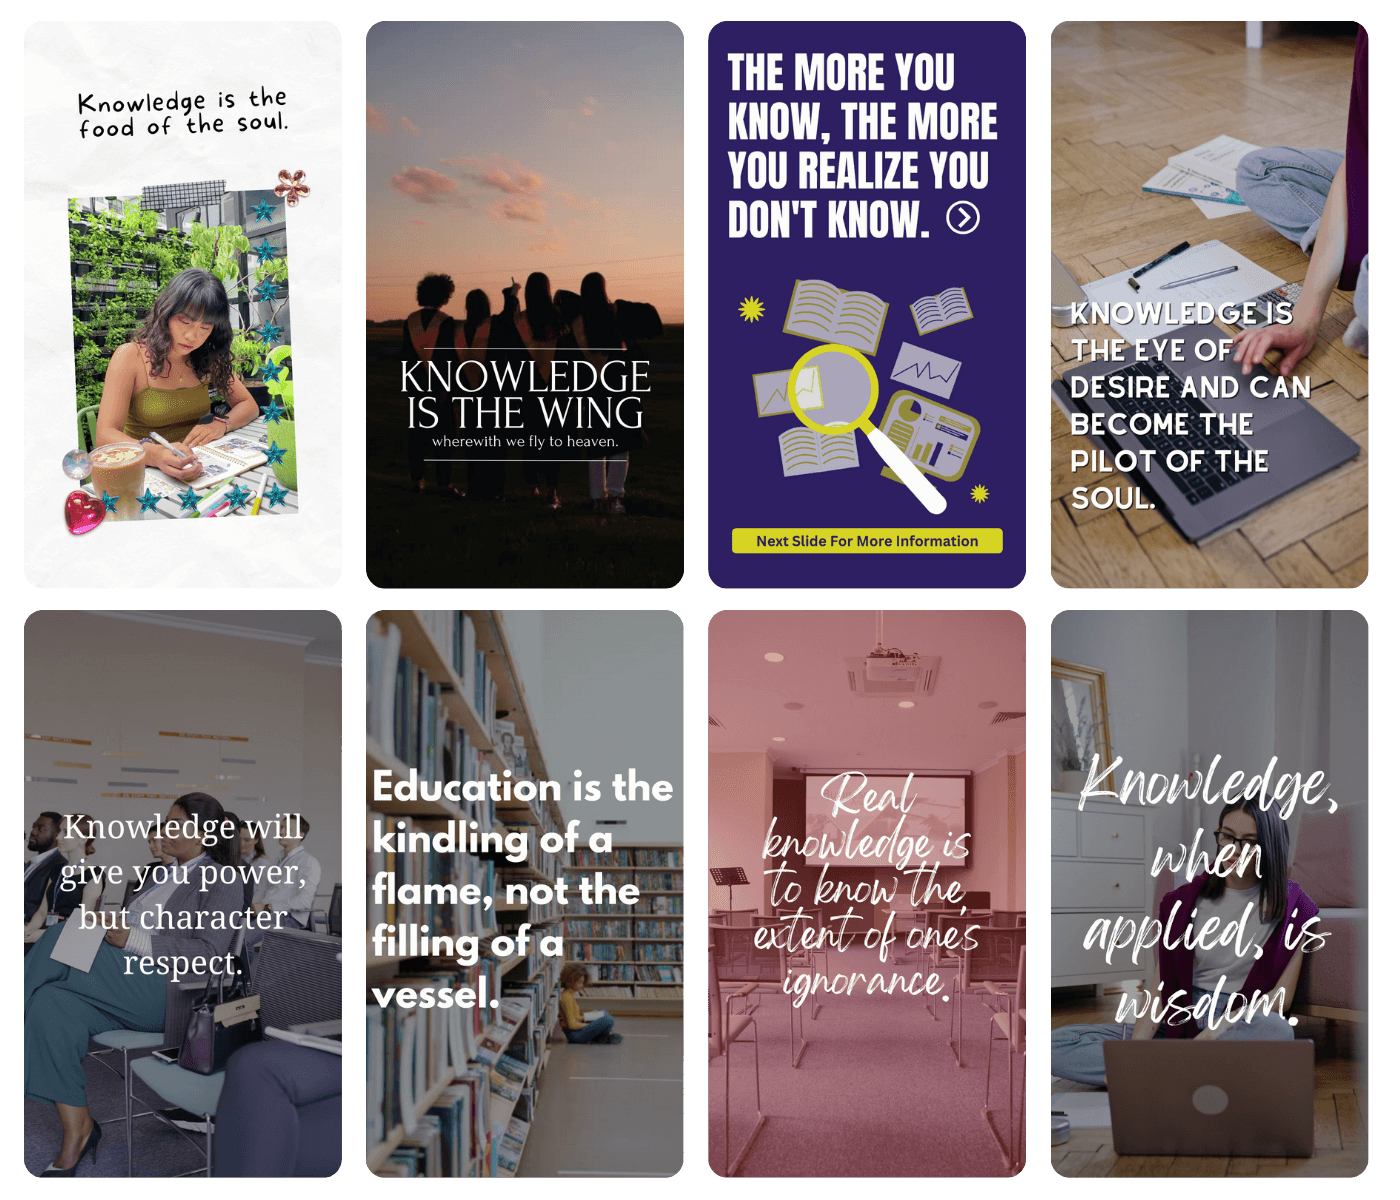 Knowledge is the
food of the soul.
KNOWLEDGE
IS THE WING
wherewith we fly to heaven.
THE MORE YOU
KNOW, THE MORE
YOU REALIZE YOU
DON'T KNOW.
Next Slide For More Information
KNOWLEDGE IS
THE EYE OF
DESIRE AND CAN
BECOME THE
PILOT OF THE
SOUL.
Knowledge will
give you power,
but character
respect.
Education is the
kindling of a
flame, not the
filling of a
vessel.
Real
knowledge is
to know the,
extent of one's
ignorance.
Knowledge,
when
applied, is
wisdom.